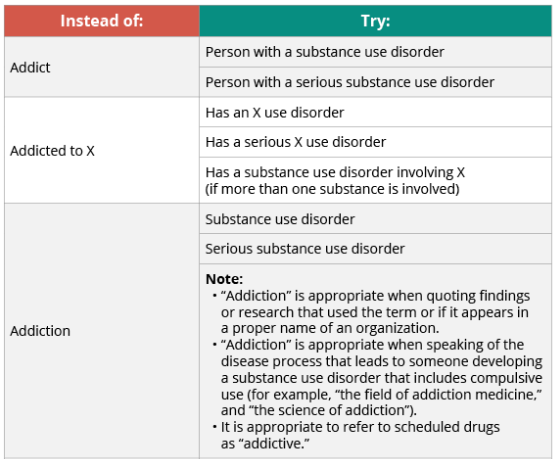 Instead of:
Try:
Addict
Person with a substance use disorder
Person with a serious substance use disorder
Addicted to X
Has an X use disorder
Has a serious X use disorder
Has a substance use disorder involving X
(if more than one substance is involved)
Addiction
Substance use disorder
Serious substance use disorder
Note:
• “Addiction” is appropriate when quoting findings
or research that used the term or if it appears in
a proper name of an organization.
• “Addiction” is appropriate when speaking of the
disease process that leads to someone developing
a substance use disorder that includes compulsive
use (for example, “the field of addiction medicine,”
and “the science of addiction”).
• It is appropriate to refer to scheduled drugs
as “addictive.”